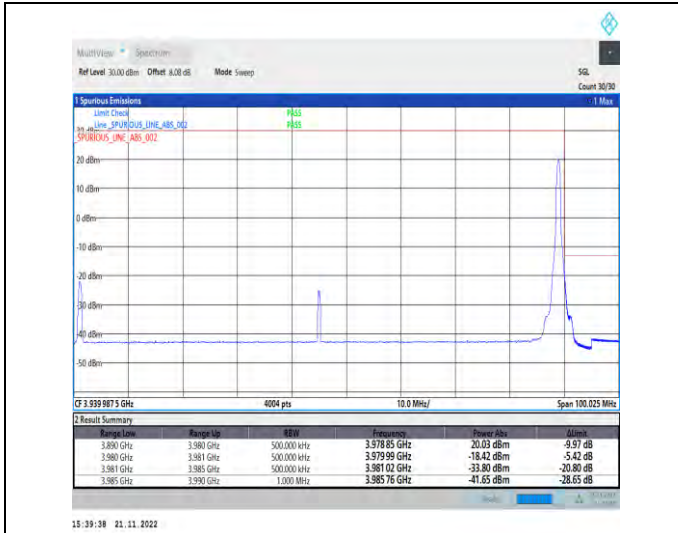 MultiView Spectrum
Ref Level 30.00 dBm Offset 8.08 dB Mode Sweep SGL
Count 30/30
1 Spurious Emissions 1 Max
Limit Check PASS
Line _SPURIOUS_LINE_ABS_002 PASS
_SPURIOUS_LINE_ABS_002
20 dBm
10 dBm
0 dBm
-10 dBm
-20 dBm
-30 dBm
-40 dBm
-50 dBm
CF 3.939 987 5 GHz 4004 pts 10.0 MHz/ Span 100.025 MHz
2 Result Summary
Range Low Range Up RBW Frequency Power Abs ΔLimit
3.890 GHz 3.980 GHz 500.000 kHz 3.978 85 GHz 20.03 dBm -9.97 dB
3.980 GHz 3.981 GHz 500.000 kHz 3.979 99 GHz -18.42 dBm -5.42 dB
3.981 GHz 3.985 GHz 500.000 kHz 3.981 02 GHz -33.80 dBm -20.80 dB
3.985 GHz 3.990 GHz 1.000 MHz 3.985 76 GHz -41.65 dBm -28.65 dB
15:39:38 21.11.2022